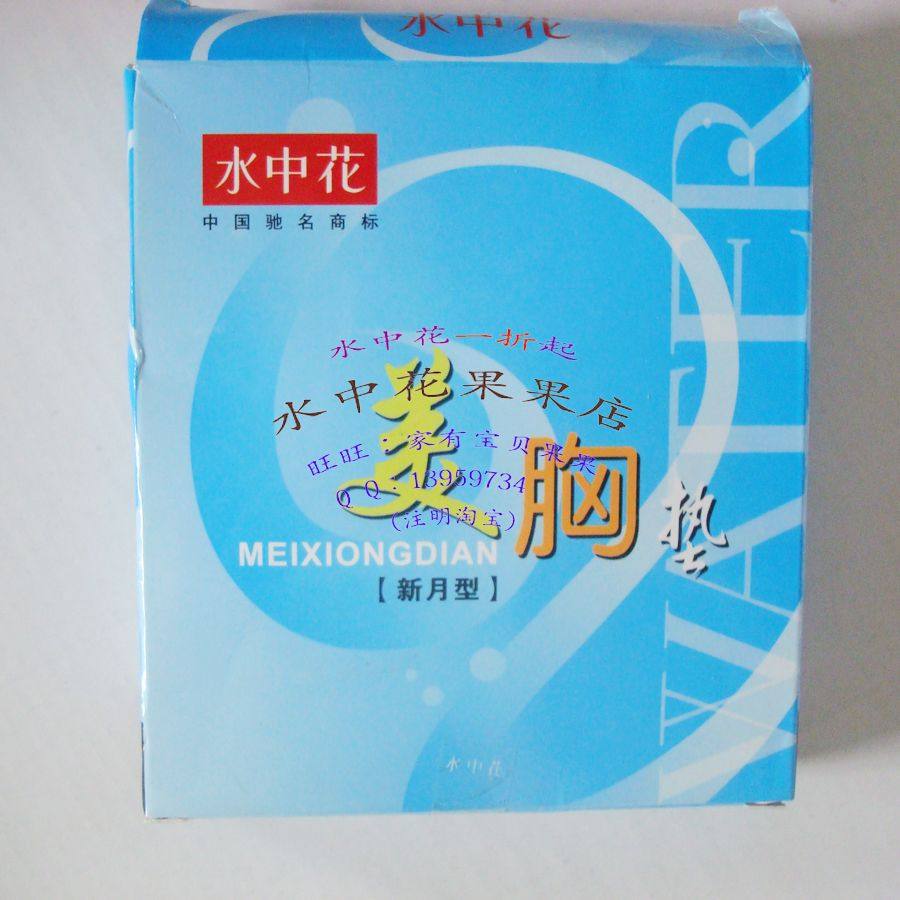 水中花
水中花
中国驰名商标
水中花一折起
水中花果果店
旺旺：家有宝贝果果
QQ：13959734
(注明淘宝)
美胸垫
MEIXIONGDIAN
【新月型】
水中花
WATER